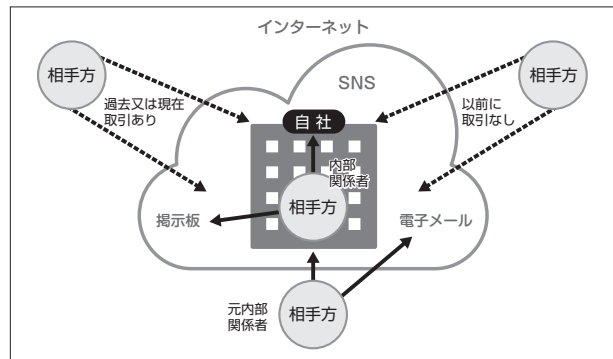 インターネット
相手方
相手方
SNS
過去又は現在
取引あり
以前に
取引なし
自社
内部
関係者
相手方
掲示板
電子メール
元内部
関係者
相手方